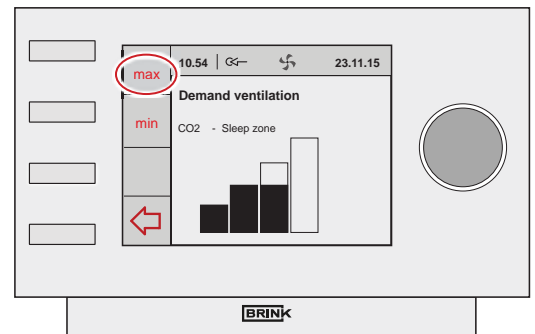 max
10.54
23.11.15
Demand ventilation
min
CO2 - Sleep zone
BRINK